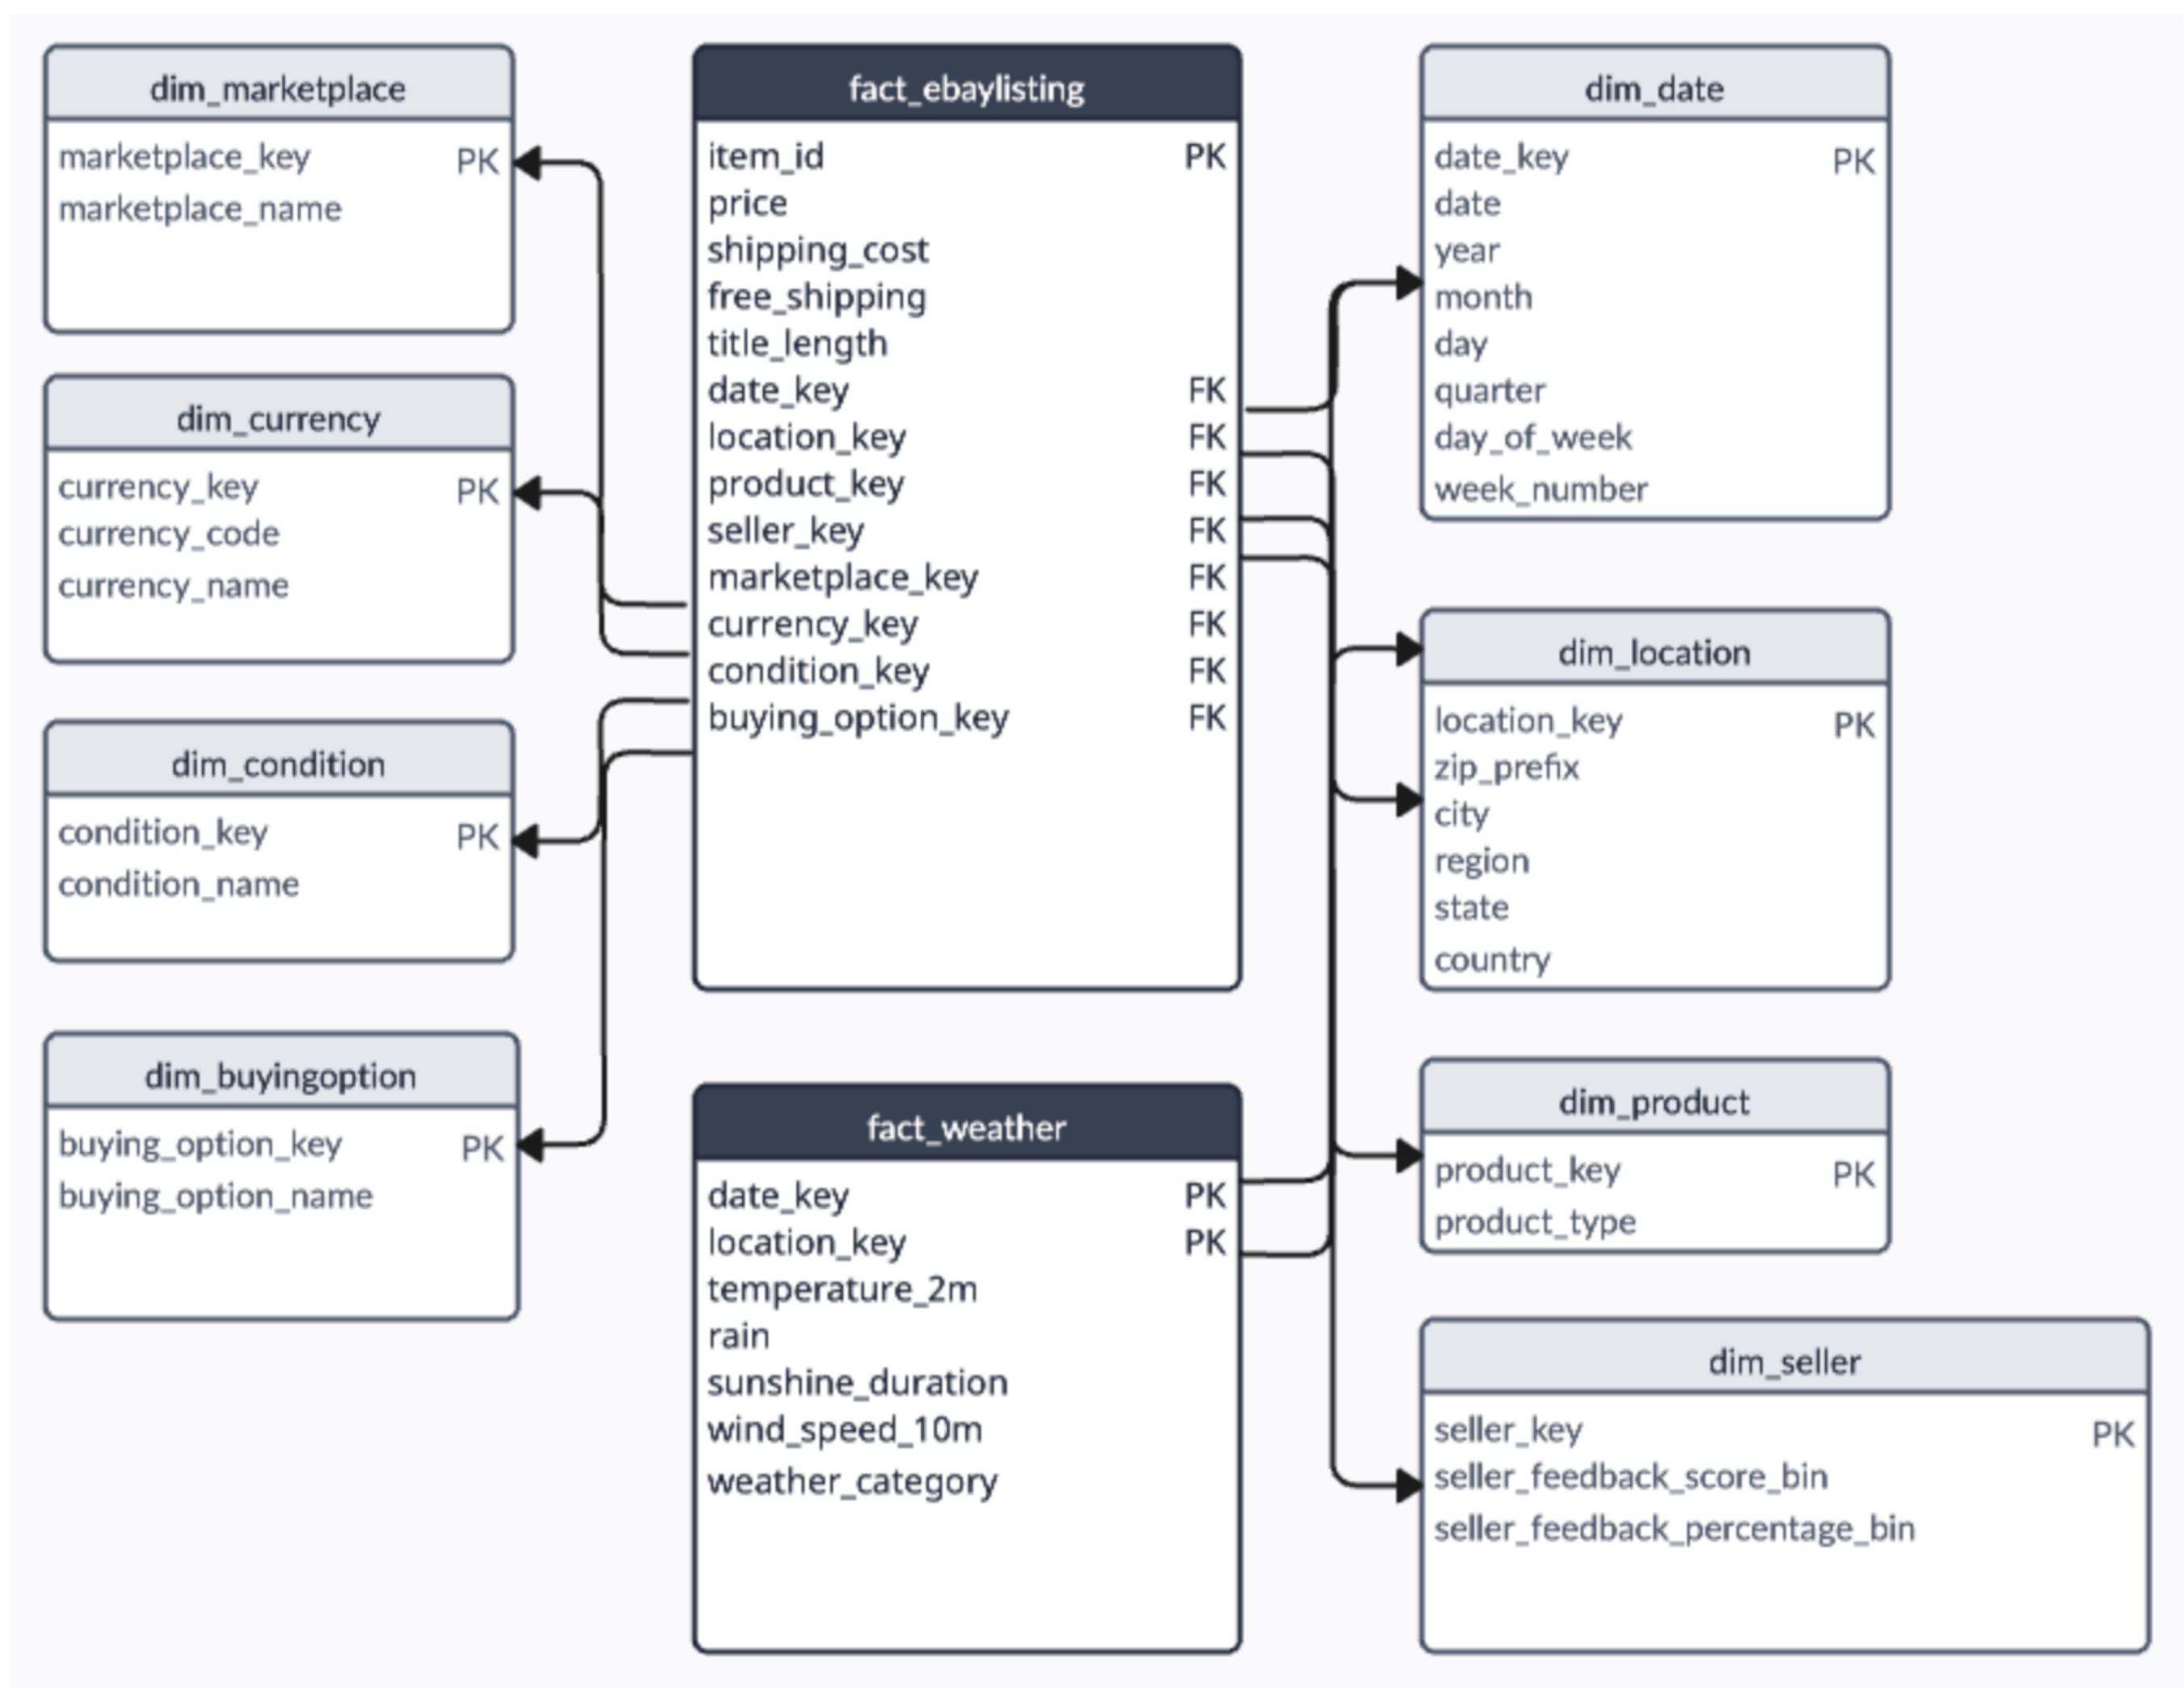 dim_marketplace
marketplace_key PK
marketplace_name
dim_currency
currency_key PK
currency_code
currency_name
dim_condition
condition_key PK
condition_name
dim_buyingoption
buying_option_key PK
buying_option_name
fact_ebaylisting
item_id PK
price
shipping_cost
free_shipping
title_length
date_key FK
location_key FK
product_key FK
seller_key FK
marketplace_key FK
currency_key FK
condition_key FK
buying_option_key FK
fact_weather
date_key PK
location_key PK
temperature_2m
rain
sunshine_duration
wind_speed_10m
weather_category
dim_date
date_key PK
date
year
month
day
quarter
day_of_week
week_number
dim_location
location_key PK
zip_prefix
city
region
state
country
dim_product
product_key PK
product_type
dim_seller
seller_key PK
seller_feedback_score_bin
seller_feedback_percentage_bin